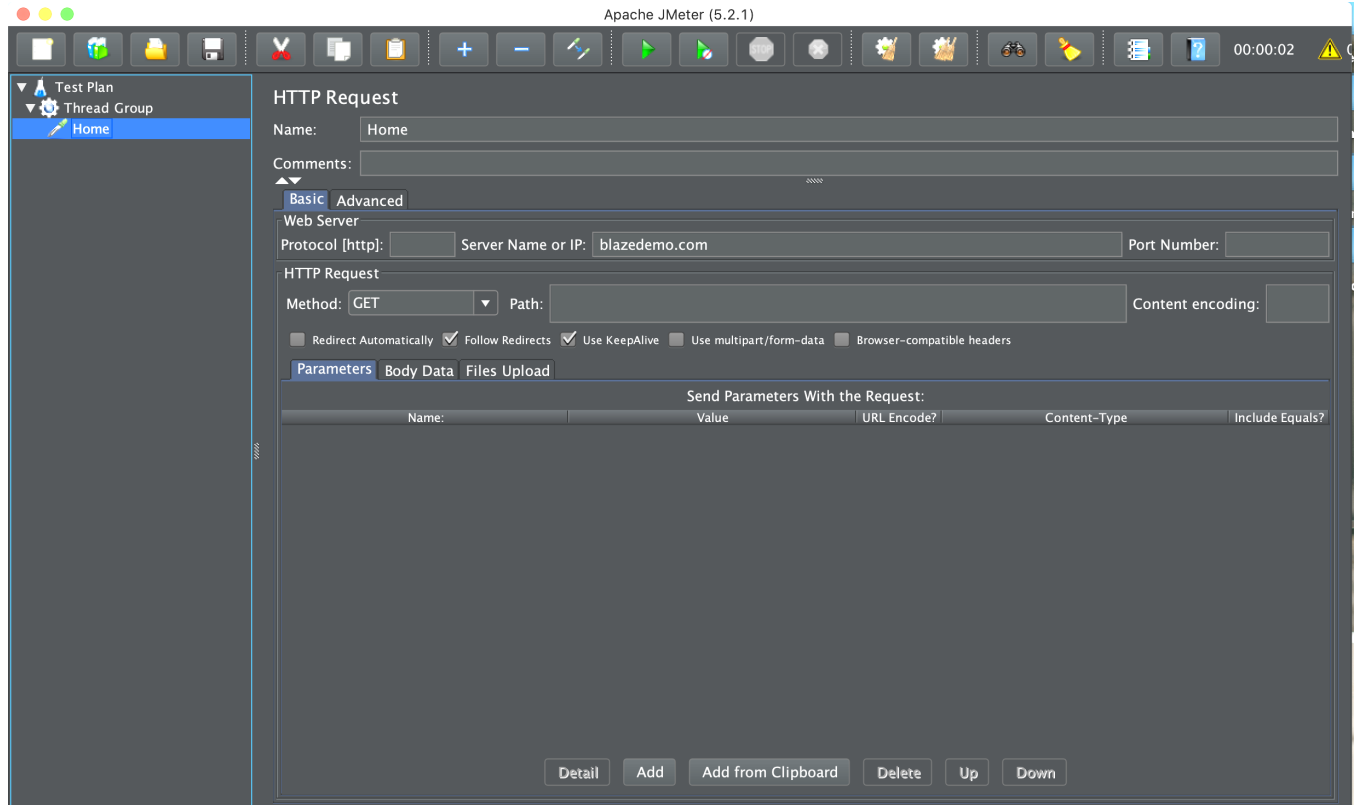 Apache JMeter (5.2.1)
STOP
00:00:02
Test Plan
Thread Group
Home
HTTP Request
Name: Home
Comments:
Basic Advanced
Web Server
Protocol [http]: Server Name or IP: blazedemo.com Port Number:
HTTP Request
Method: GET Path: Content encoding:
Redirect Automatically Follow Redirects Use KeepAlive Use multipart/form-data Browser-compatible headers
Parameters Body Data Files Upload
Send Parameters With the Request:
Name: Value URL Encode? Content-Type Include Equals?
Detail Add Add from Clipboard Delete Up Down